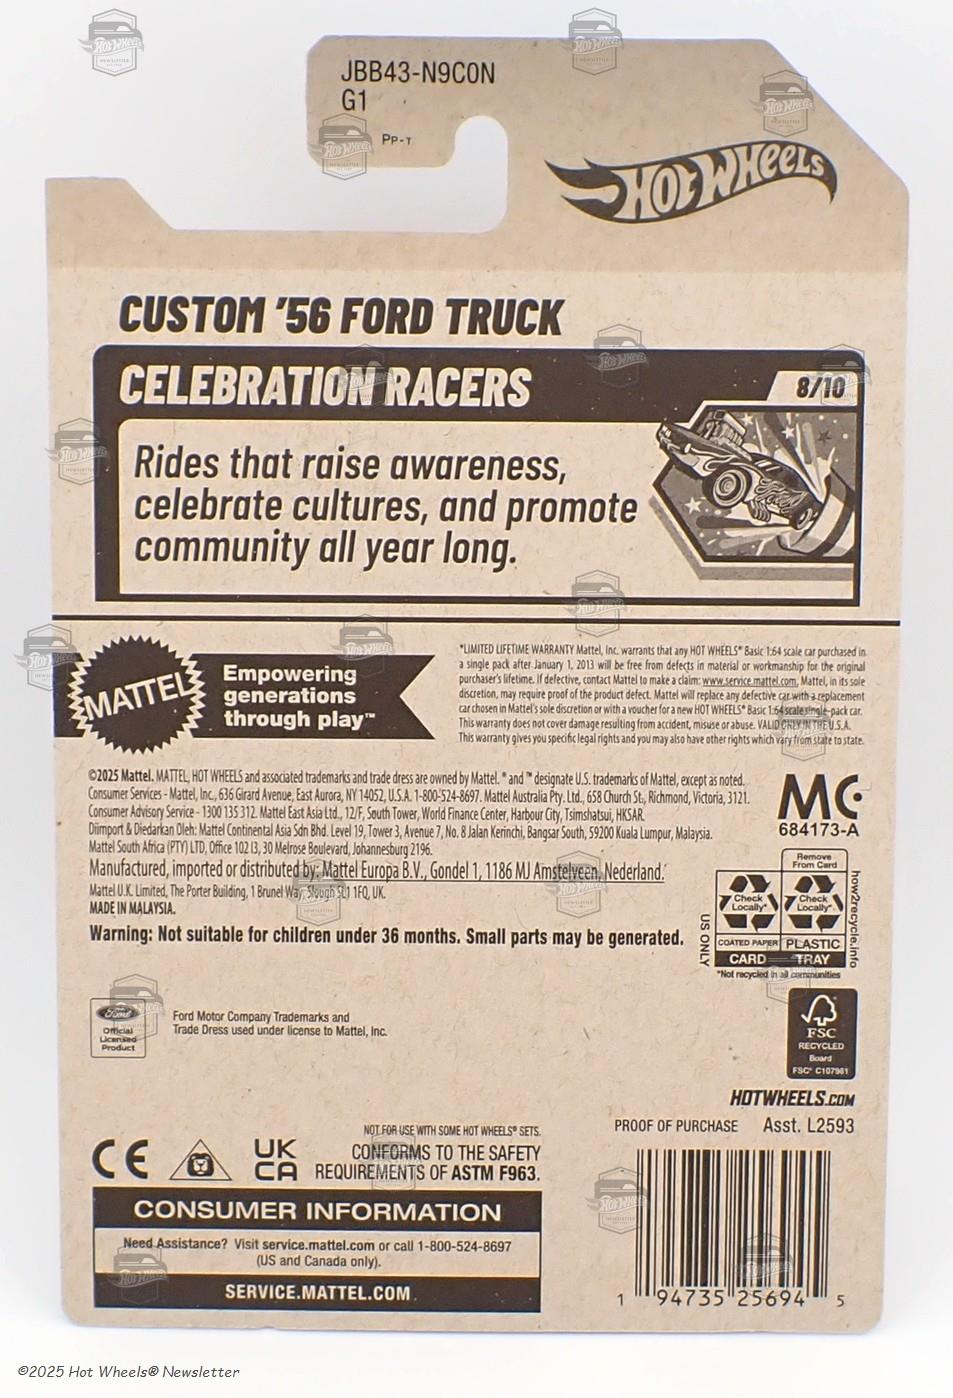 JBB43-N9C0N
G1
PP-T
HOT WHEELS
CUSTOM '56 FORD TRUCK
CELEBRATION RACERS
8/10
Rides that raise awareness,
celebrate cultures, and promote
community all year long.
MATTEL
Empowering
generations
through play™
*LIMITED LIFETIME WARRANTY Mattel, Inc. warrants that any HOT WHEELS® Basic 1:64 scale car purchased in
a single pack after January 1, 2013 will be free from defects in material or workmanship for the original
purchaser's lifetime. If defective, contact Mattel to make a claim: www.service.mattel.com. Mattel, in its sole
discretion, may require proof of the product defect. Mattel will replace any defective car with a replacement
car chosen in Mattel's sole discretion or with a voucher for a new HOT WHEELS® Basic 1:64 scale single-pack car.
This warranty does not cover damage resulting from accident, misuse or abuse. VALID ONLY IN THE U.S.A.
This warranty gives you specific legal rights and you may also have other rights which vary from state to state.
©2025 Mattel. MATTEL, HOT WHEELS and associated trademarks and trade dress are owned by Mattel. ® and ™ designate U.S. trademarks of Mattel, except as noted.
Consumer Services - Mattel, Inc., 636 Girard Avenue, East Aurora, NY 14052, U.S.A. 1-800-524-8697. Mattel Australia Pty. Ltd., 658 Church St., Richmond, Victoria, 3121.
Consumer Advisory Service - 1300 135 312. Mattel East Asia Ltd., 12/F, South Tower, World Finance Center, Harbour City, Tsimshatsui, HKSAR.
Diimport & Diedarkan Oleh: Mattel Continental Asia Sdn Bhd. Level 19, Tower 3, Avenue 7, No. 8 Jalan Kerinchi, Bangsar South, 59200 Kuala Lumpur, Malaysia.
Mattel South Africa (PTY) LTD, Office 102 I3, 30 Melrose Boulevard, Johannesburg 2196.
Manufactured, imported or distributed by: Mattel Europa B.V., Gondel 1, 1186 MJ Amstelveen, Nederland.
Mattel U.K. Limited, The Porter Building, 1 Brunel Way, Slough SL1 1FQ, UK.
MADE IN MALAYSIA.
Warning: Not suitable for children under 36 months. Small parts may be generated.
MC
684173-A
Remove
From Card
Check
Locally*
Check
Locally*
COATED PAPER
PLASTIC
CARD
TRAY
US ONLY
how2recycle.info
*Not recycled in all communities
Ford
Official
Licensed
Product
Ford Motor Company Trademarks and
Trade Dress used under license to Mattel, Inc.
FSC
RECYCLED
Board
FSC® C107981
HOTWHEELS.COM
PROOF OF PURCHASE Asst. L2593
CE
UK
CA
NOT FOR USE WITH SOME HOT WHEELS® SETS.
CONFORMS TO THE SAFETY
REQUIREMENTS OF ASTM F963.
CONSUMER INFORMATION
Need Assistance? Visit service.mattel.com or call 1-800-524-8697
(US and Canada only).
SERVICE.MATTEL.COM
1 94735 25694 5
©2025 Hot Wheels® Newsletter